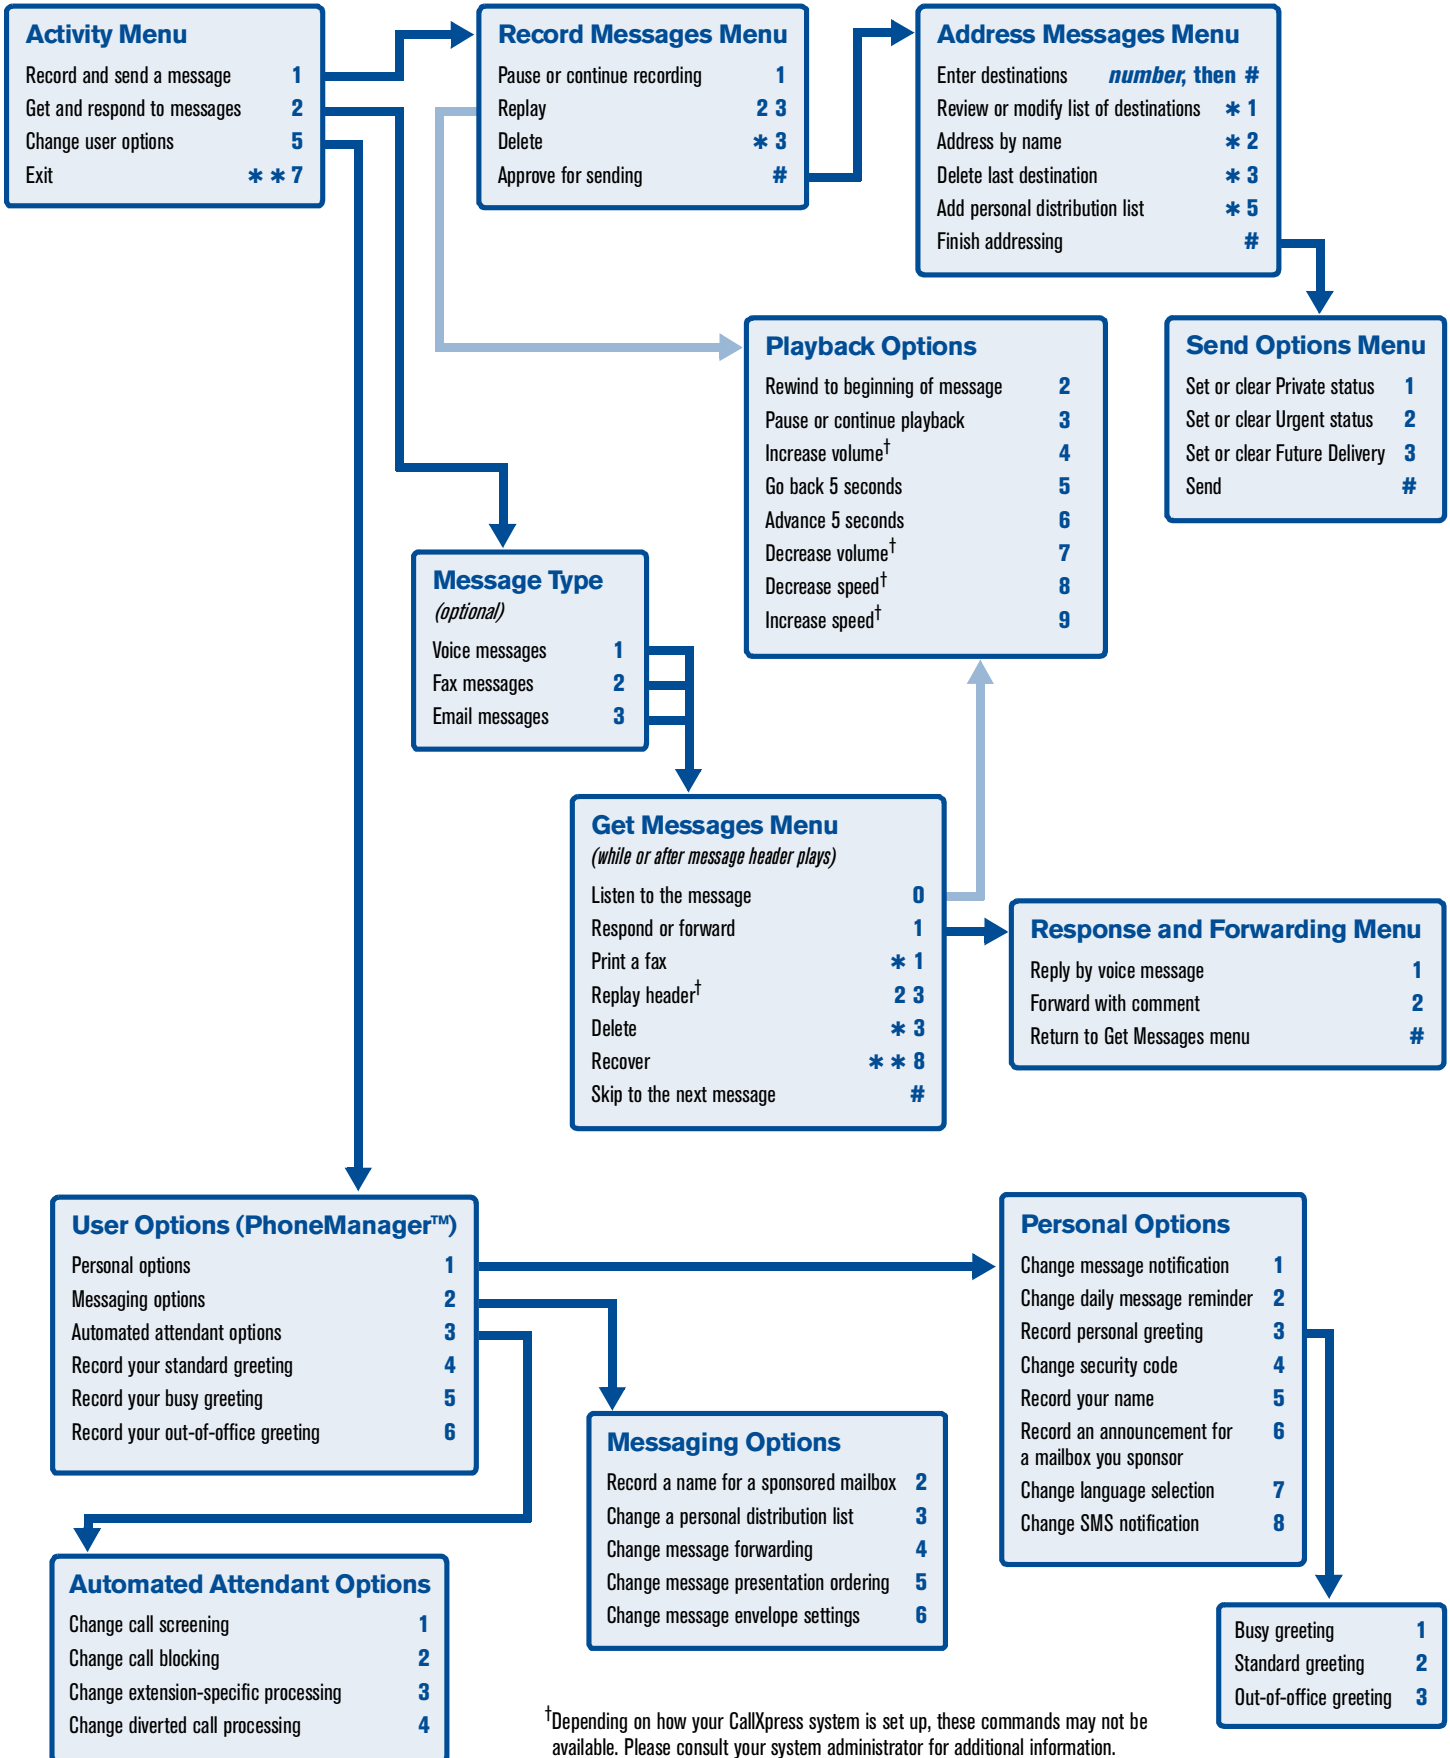 Activity Menu
Record and send a message 1
Get and respond to messages 2
Change user options 5
Exit * * 7
Record Messages Menu
Pause or continue recording 1
Replay 2 3
Delete * 3
Approve for sending #
Address Messages Menu
Enter destinations number, then #
Review or modify list of destinations * 1
Address by name * 2
Delete last destination * 3
Add personal distribution list * 5
Finish addressing #
Playback Options
Rewind to beginning of message 2
Pause or continue playback 3
Increase volume† 4
Go back 5 seconds 5
Advance 5 seconds 6
Decrease volume† 7
Decrease speed† 8
Increase speed† 9
Send Options Menu
Set or clear Private status 1
Set or clear Urgent status 2
Set or clear Future Delivery 3
Send #
Message Type
(optional)
Voice messages 1
Fax messages 2
Email messages 3
Get Messages Menu
(while or after message header plays)
Listen to the message 0
Respond or forward 1
Print a fax * 1
Replay header† 2 3
Delete * 3
Recover * * 8
Skip to the next message #
Response and Forwarding Menu
Reply by voice message 1
Forward with comment 2
Return to Get Messages menu #
User Options (PhoneManager™)
Personal options 1
Messaging options 2
Automated attendant options 3
Record your standard greeting 4
Record your busy greeting 5
Record your out-of-office greeting 6
Personal Options
Change message notification 1
Change daily message reminder 2
Record personal greeting 3
Change security code 4
Record your name 5
Record an announcement for 6
a mailbox you sponsor
Change language selection 7
Change SMS notification 8
Messaging Options
Record a name for a sponsored mailbox 2
Change a personal distribution list 3
Change message forwarding 4
Change message presentation ordering 5
Change message envelope settings 6
Automated Attendant Options
Change call screening 1
Change call blocking 2
Change extension-specific processing 3
Change diverted call processing 4
Busy greeting 1
Standard greeting 2
Out-of-office greeting 3
†Depending on how your CallXpress system is set up, these commands may not be
available. Please consult your system administrator for additional information.